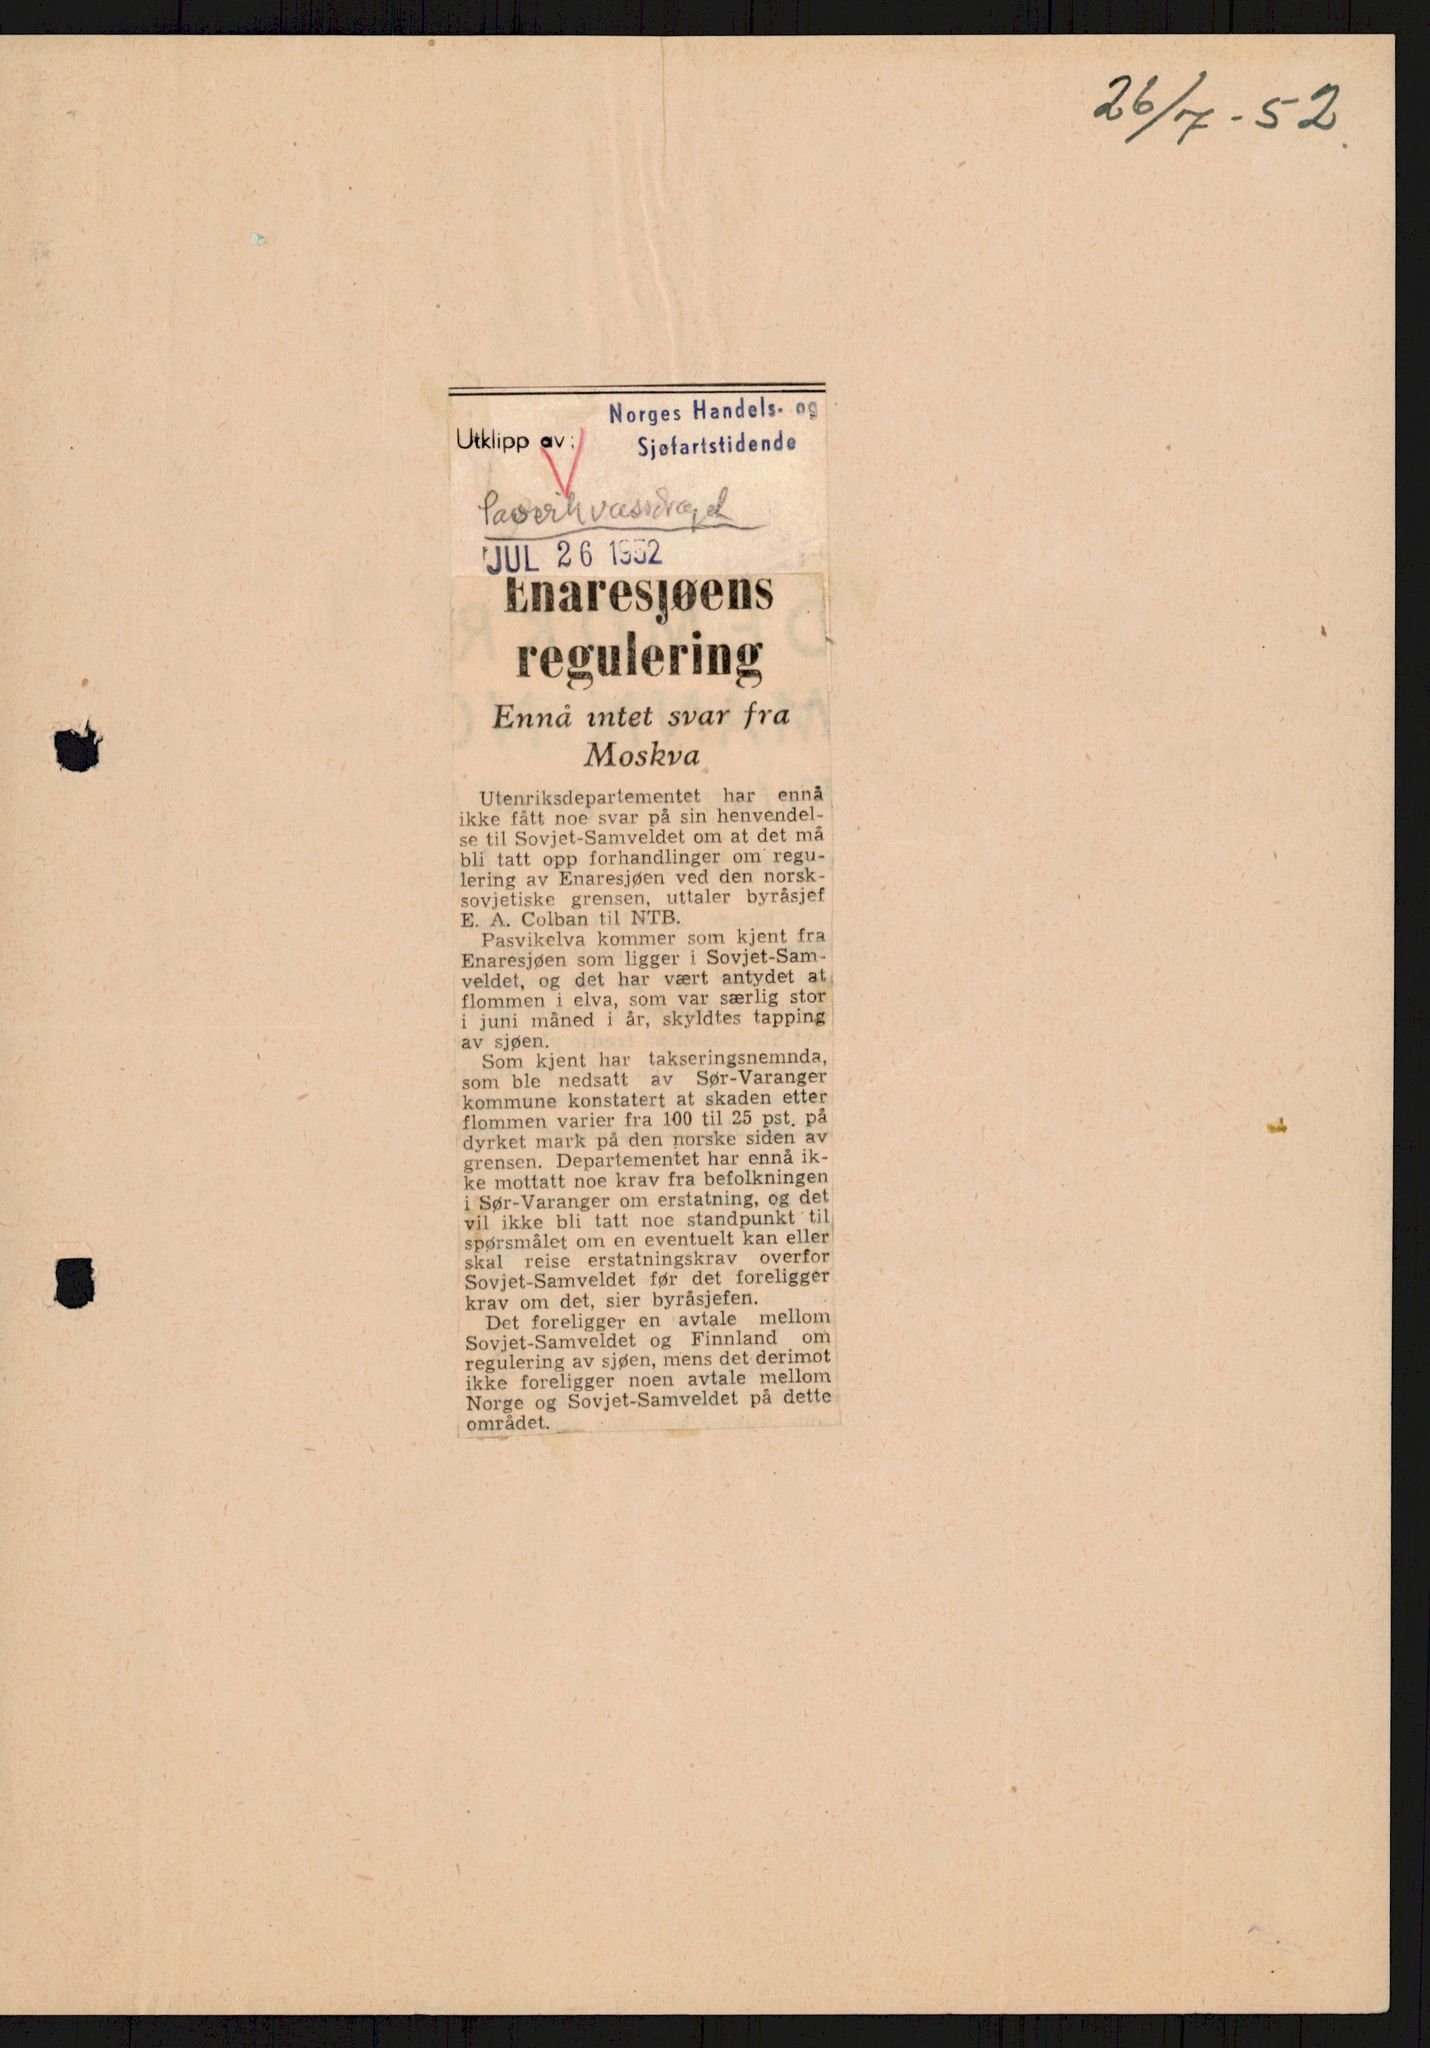 26/7-52.
Norges Handels- og
Utklipp av: Sjøfartstidende
Pasvikvassdraget
JUL 26 1952
Enaresjøens
regulering
Ennå intet svar fra
Moskva
Utenriksdepartementet har ennå
ikke fått noe svar på sin henvendel-
se til Sovjet-Samveldet om at det må
bli tatt opp forhandlinger om regu-
lering av Enaresjøen ved den norsk-
sovjetiske grensen, uttaler byråsjef
E. A. Colban til NTB.
Pasvikelva kommer som kjent fra
Enaresjøen som ligger i Sovjet-Sam-
veldet, og det har vært antydet at
flommen i elva, som var særlig stor
i juni måned i år, skyldtes tapping
av sjøen.
Som kjent har takseringsnemnda,
som ble nedsatt av Sør-Varanger
kommune konstatert at skaden etter
flommen varier fra 100 til 25 pst. på
dyrket mark på den norske siden av
grensen. Departementet har ennå ik-
ke mottatt noe krav fra befolkningen
i Sør-Varanger om erstatning, og det
vil ikke bli tatt noe standpunkt til
spørsmålet om en eventuelt kan eller
skal reise erstatningskrav overfor
Sovjet-Samveldet før det foreligger
krav om det, sier byråsjefen.
Det foreligger en avtale mellom
Sovjet-Samveldet og Finnland om
regulering av sjøen, mens det derimot
ikke foreligger noen avtale mellom
Norge og Sovjet-Samveldet på dette
området.